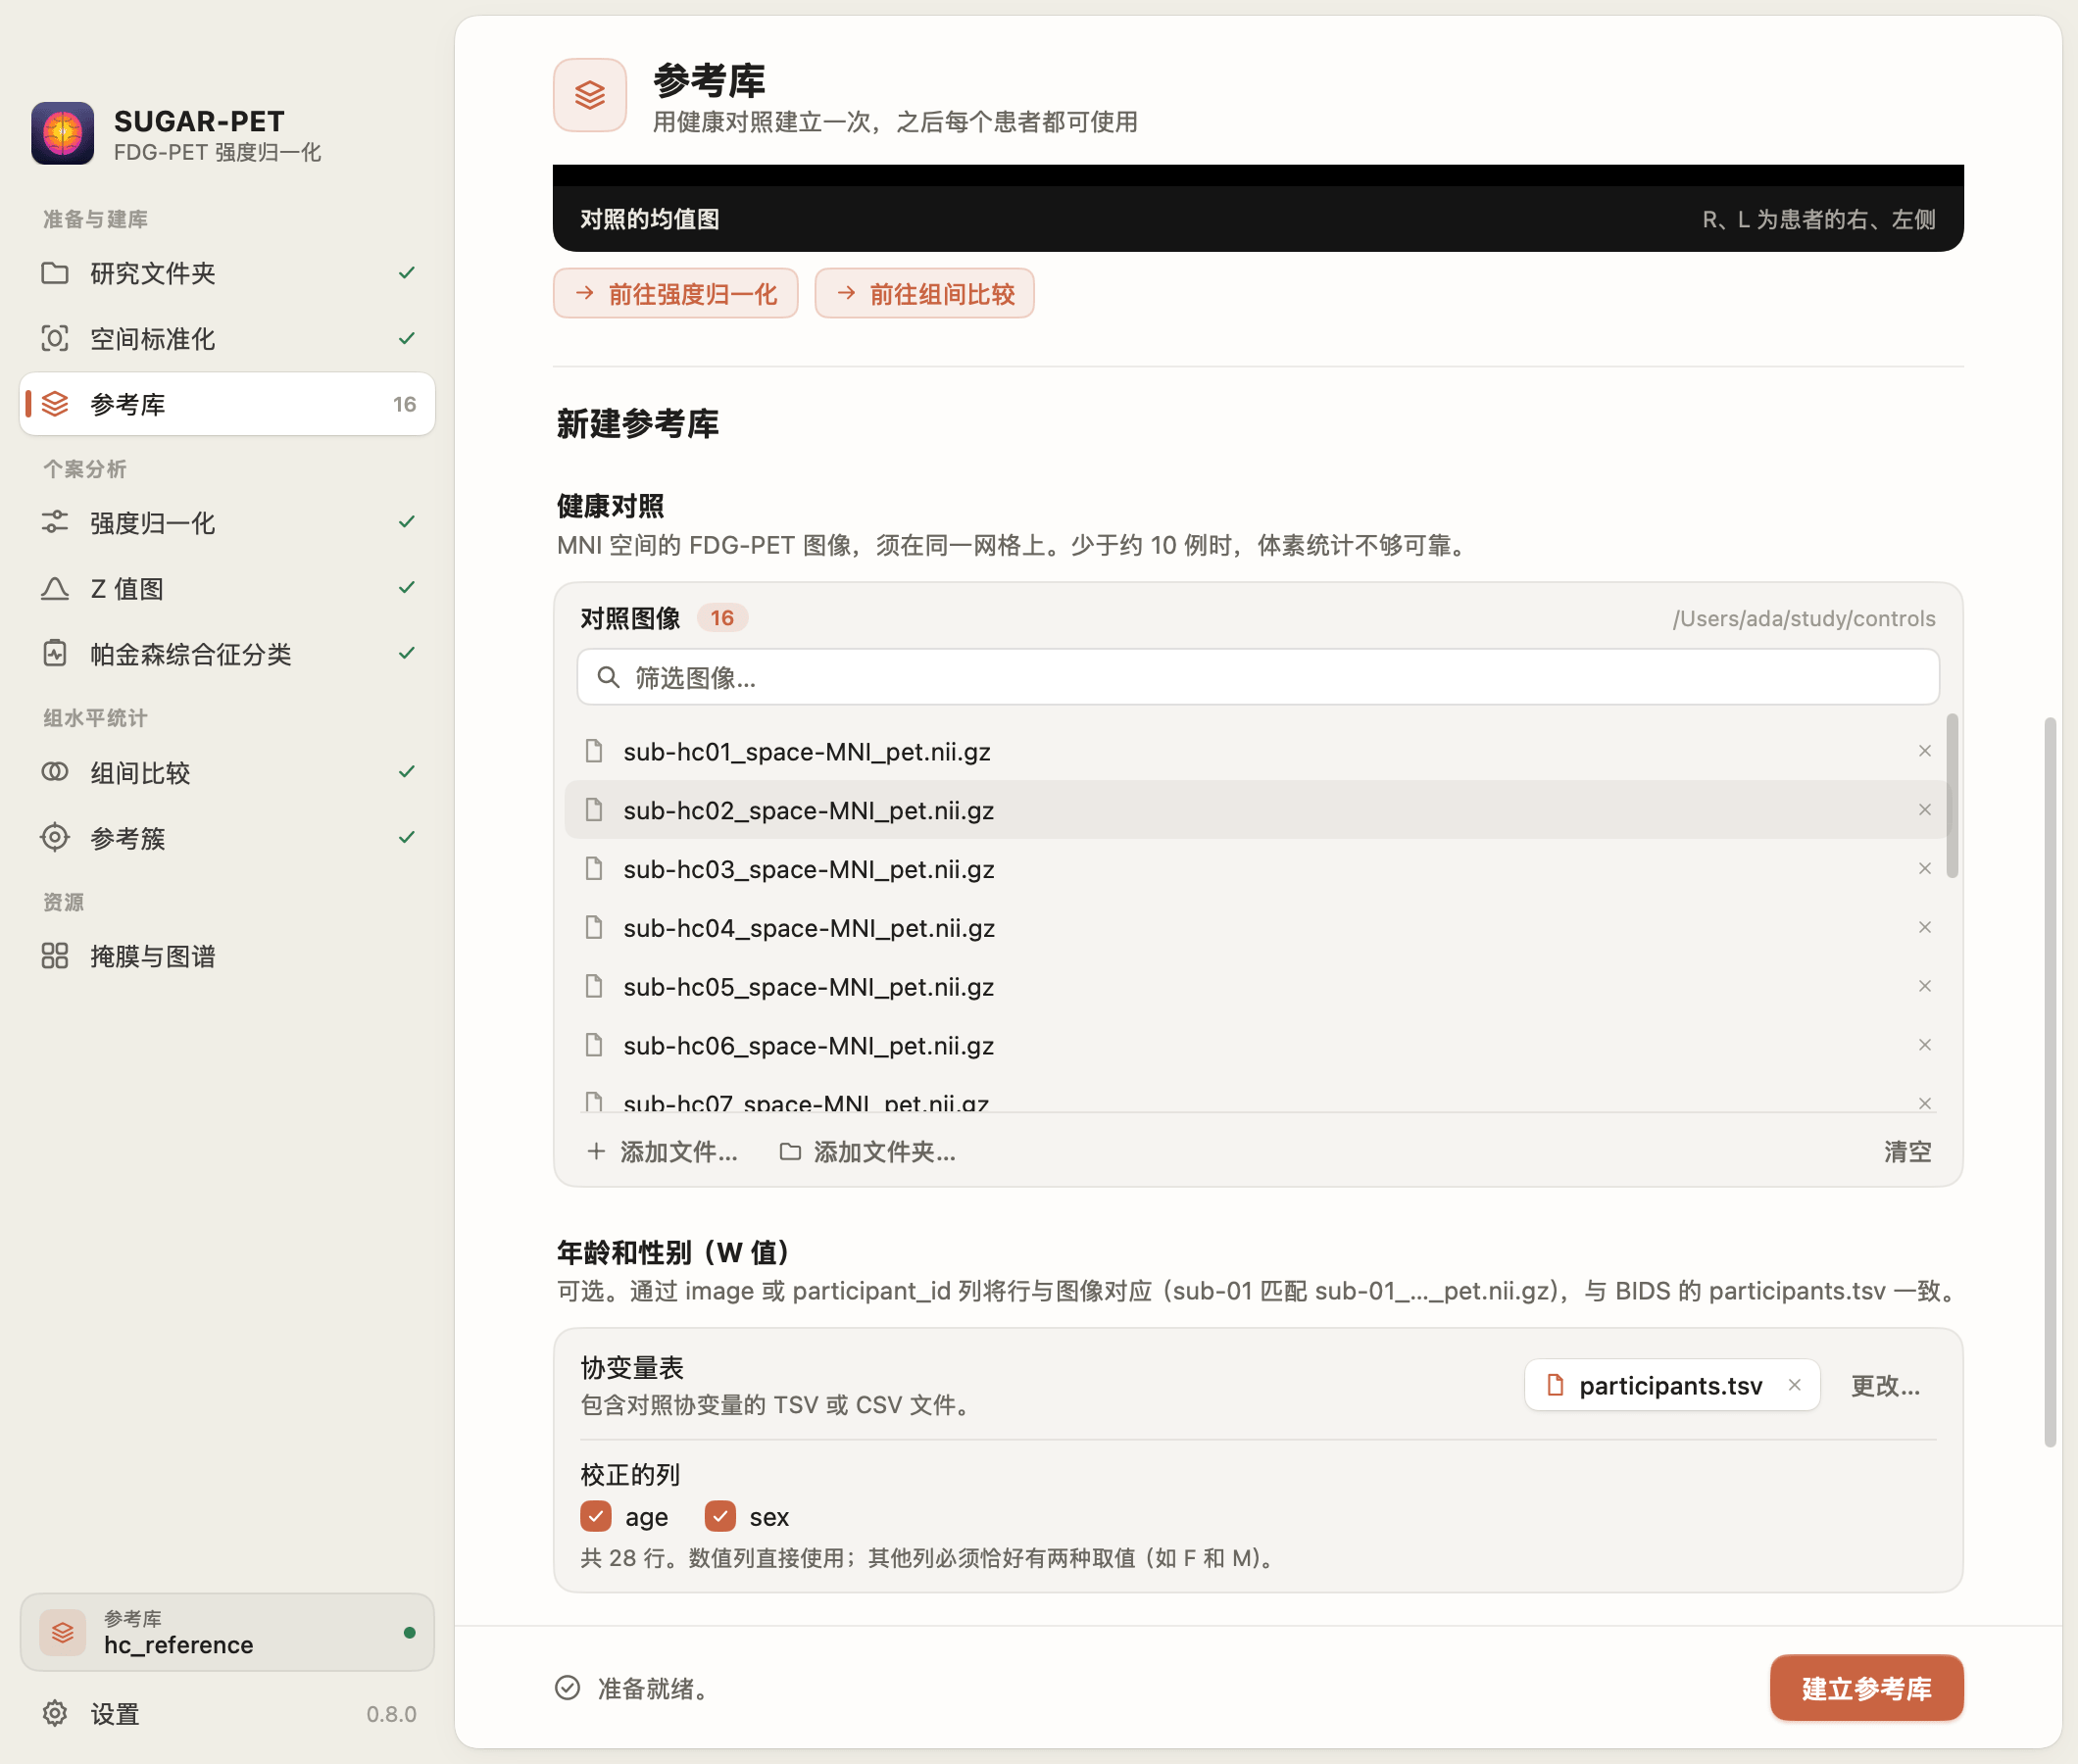 SUGAR-PET
FDG-PET 强度归一化
准备与建库
研究文件夹
空间标准化
参考库 16
个案分析
强度归一化
Z 值图
帕金森综合征分类
组水平统计
组间比较
参考簇
资源
掩膜与图谱
参考库
hc_reference
设置 0.8.0
参考库
用健康对照建立一次，之后每个患者都可使用
对照的均值图 R、L 为患者的右、左侧
前往强度归一化 前往组间比较
新建参考库
健康对照
MNI 空间的 FDG-PET 图像，须在同一网格上。少于约 10 例时，体素统计不够可靠。
对照图像 16 /Users/ada/study/controls
筛选图像...
sub-hc01_space-MNI_pet.nii.gz
sub-hc02_space-MNI_pet.nii.gz
sub-hc03_space-MNI_pet.nii.gz
sub-hc04_space-MNI_pet.nii.gz
sub-hc05_space-MNI_pet.nii.gz
sub-hc06_space-MNI_pet.nii.gz
sub-hc07_space-MNI_pet.nii.gz
添加文件... 添加文件夹... 清空
年龄和性别（W 值）
可选。通过 image 或 participant_id 列将行与图像对应（sub-01 匹配 sub-01_..._pet.nii.gz），与 BIDS 的 participants.tsv 一致。
协变量表
包含对照协变量的 TSV 或 CSV 文件。
participants.tsv 更改...
校正的列
age sex
共 28 行。数值列直接使用；其他列必须恰好有两种取值（如 F 和 M）。
准备就绪。 建立参考库